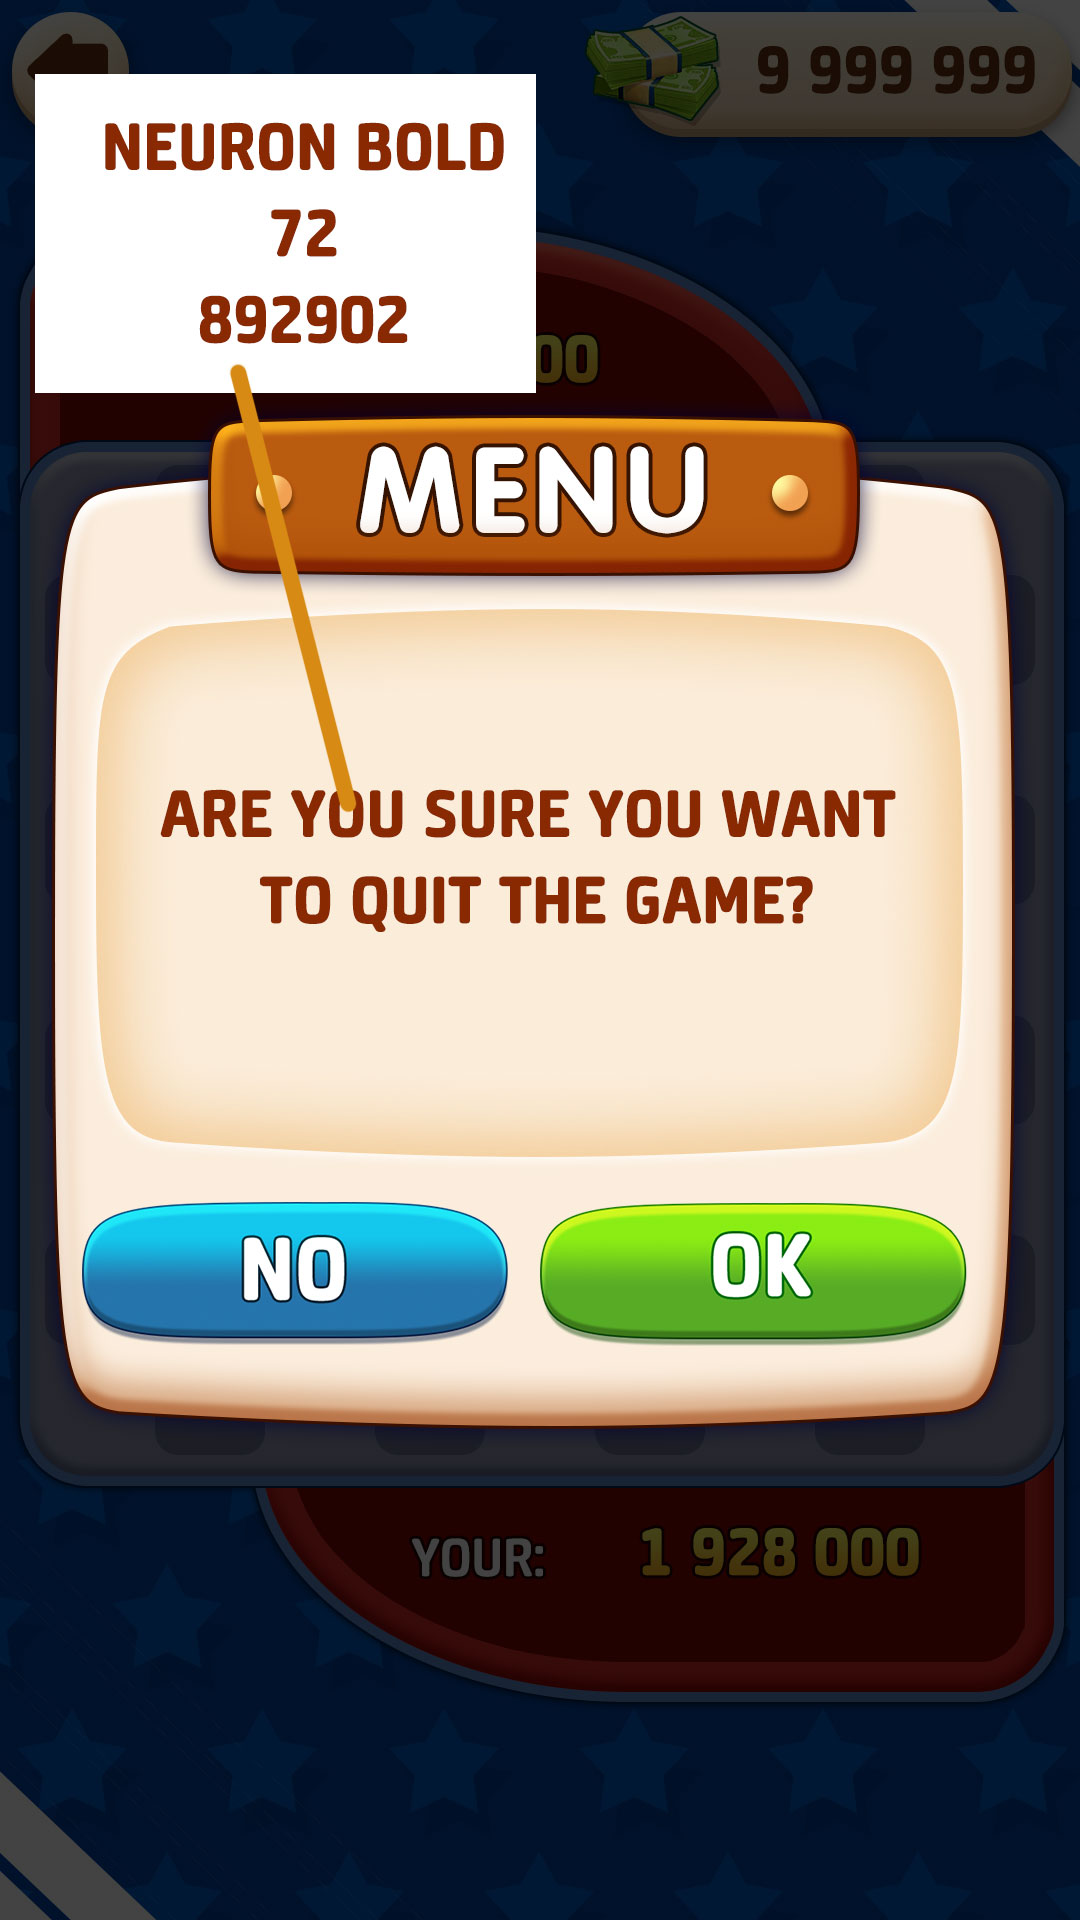 9 999 999
NEURON BOLD
72
892902
00
MENU
ARE YOU SURE YOU WANT
TO QUIT THE GAME?
NO
OK
YOUR: 1 928 000